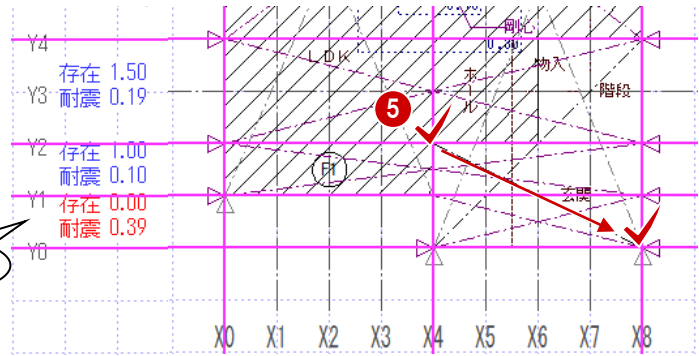 剛心
Y4
0.30
LDK
物入
存在 1.50
ホール
階段
Y3
耐震 0.19
5
Y2
存在 1.00
F1
耐震 0.10
Y1
存在 0.00
玄関
耐震 0.39
Y0
X0 X1 X2 X3 X4 X5 X6 X7 X8